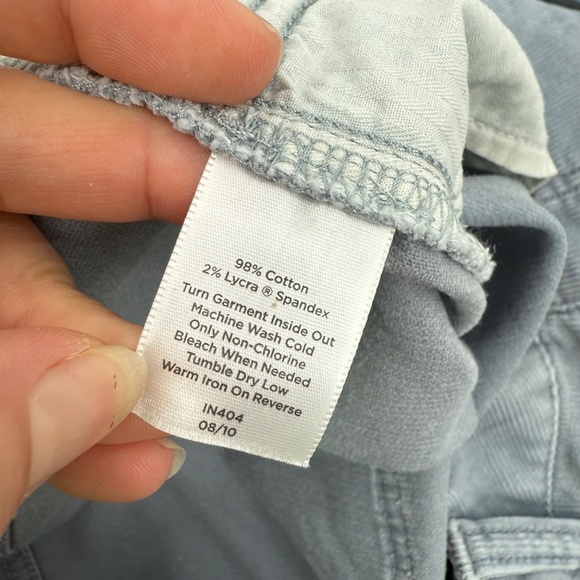 98% Cotton
2% Lycra ® Spandex
Turn Garment Inside Out
Machine Wash Cold
Only Non-Chlorine
Bleach When Needed
Tumble Dry Low
Warm Iron On Reverse
IN404
08/10